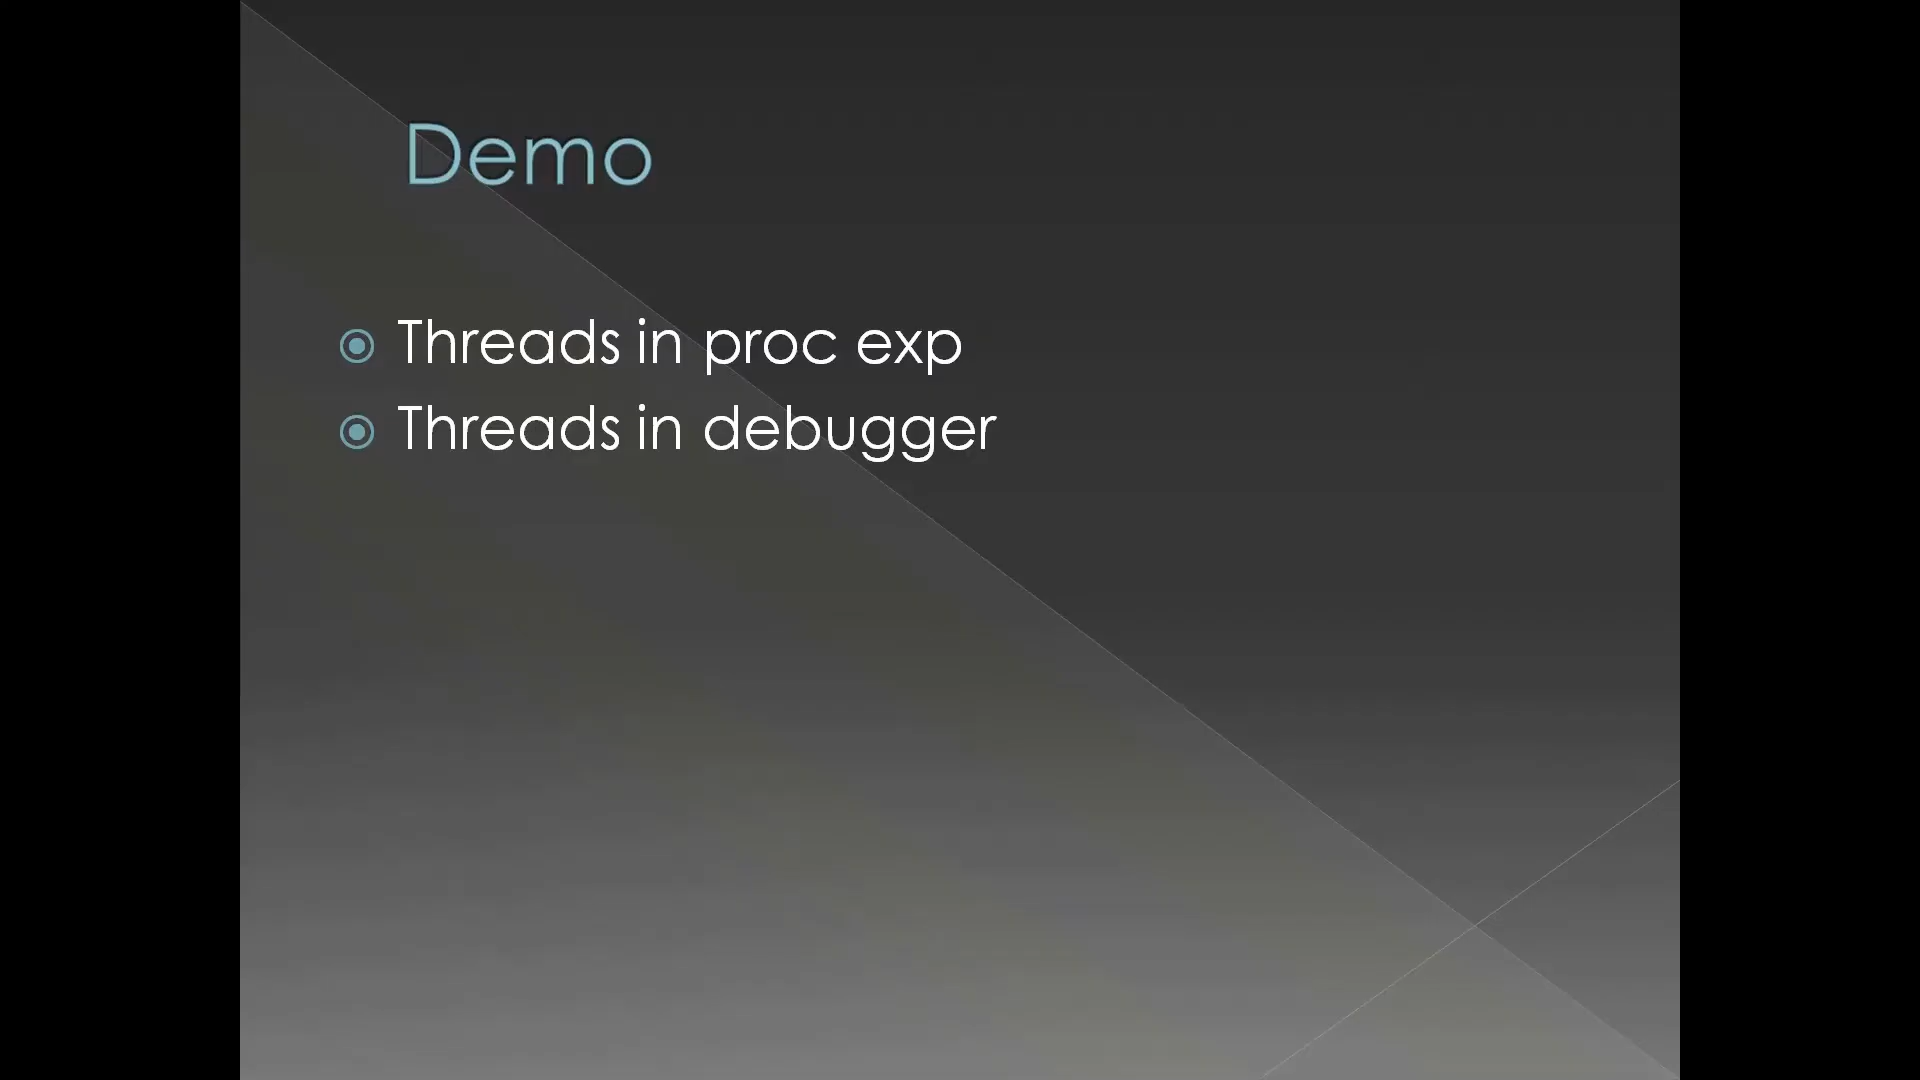 Demo
Threads in proc exp
Threads in debugger